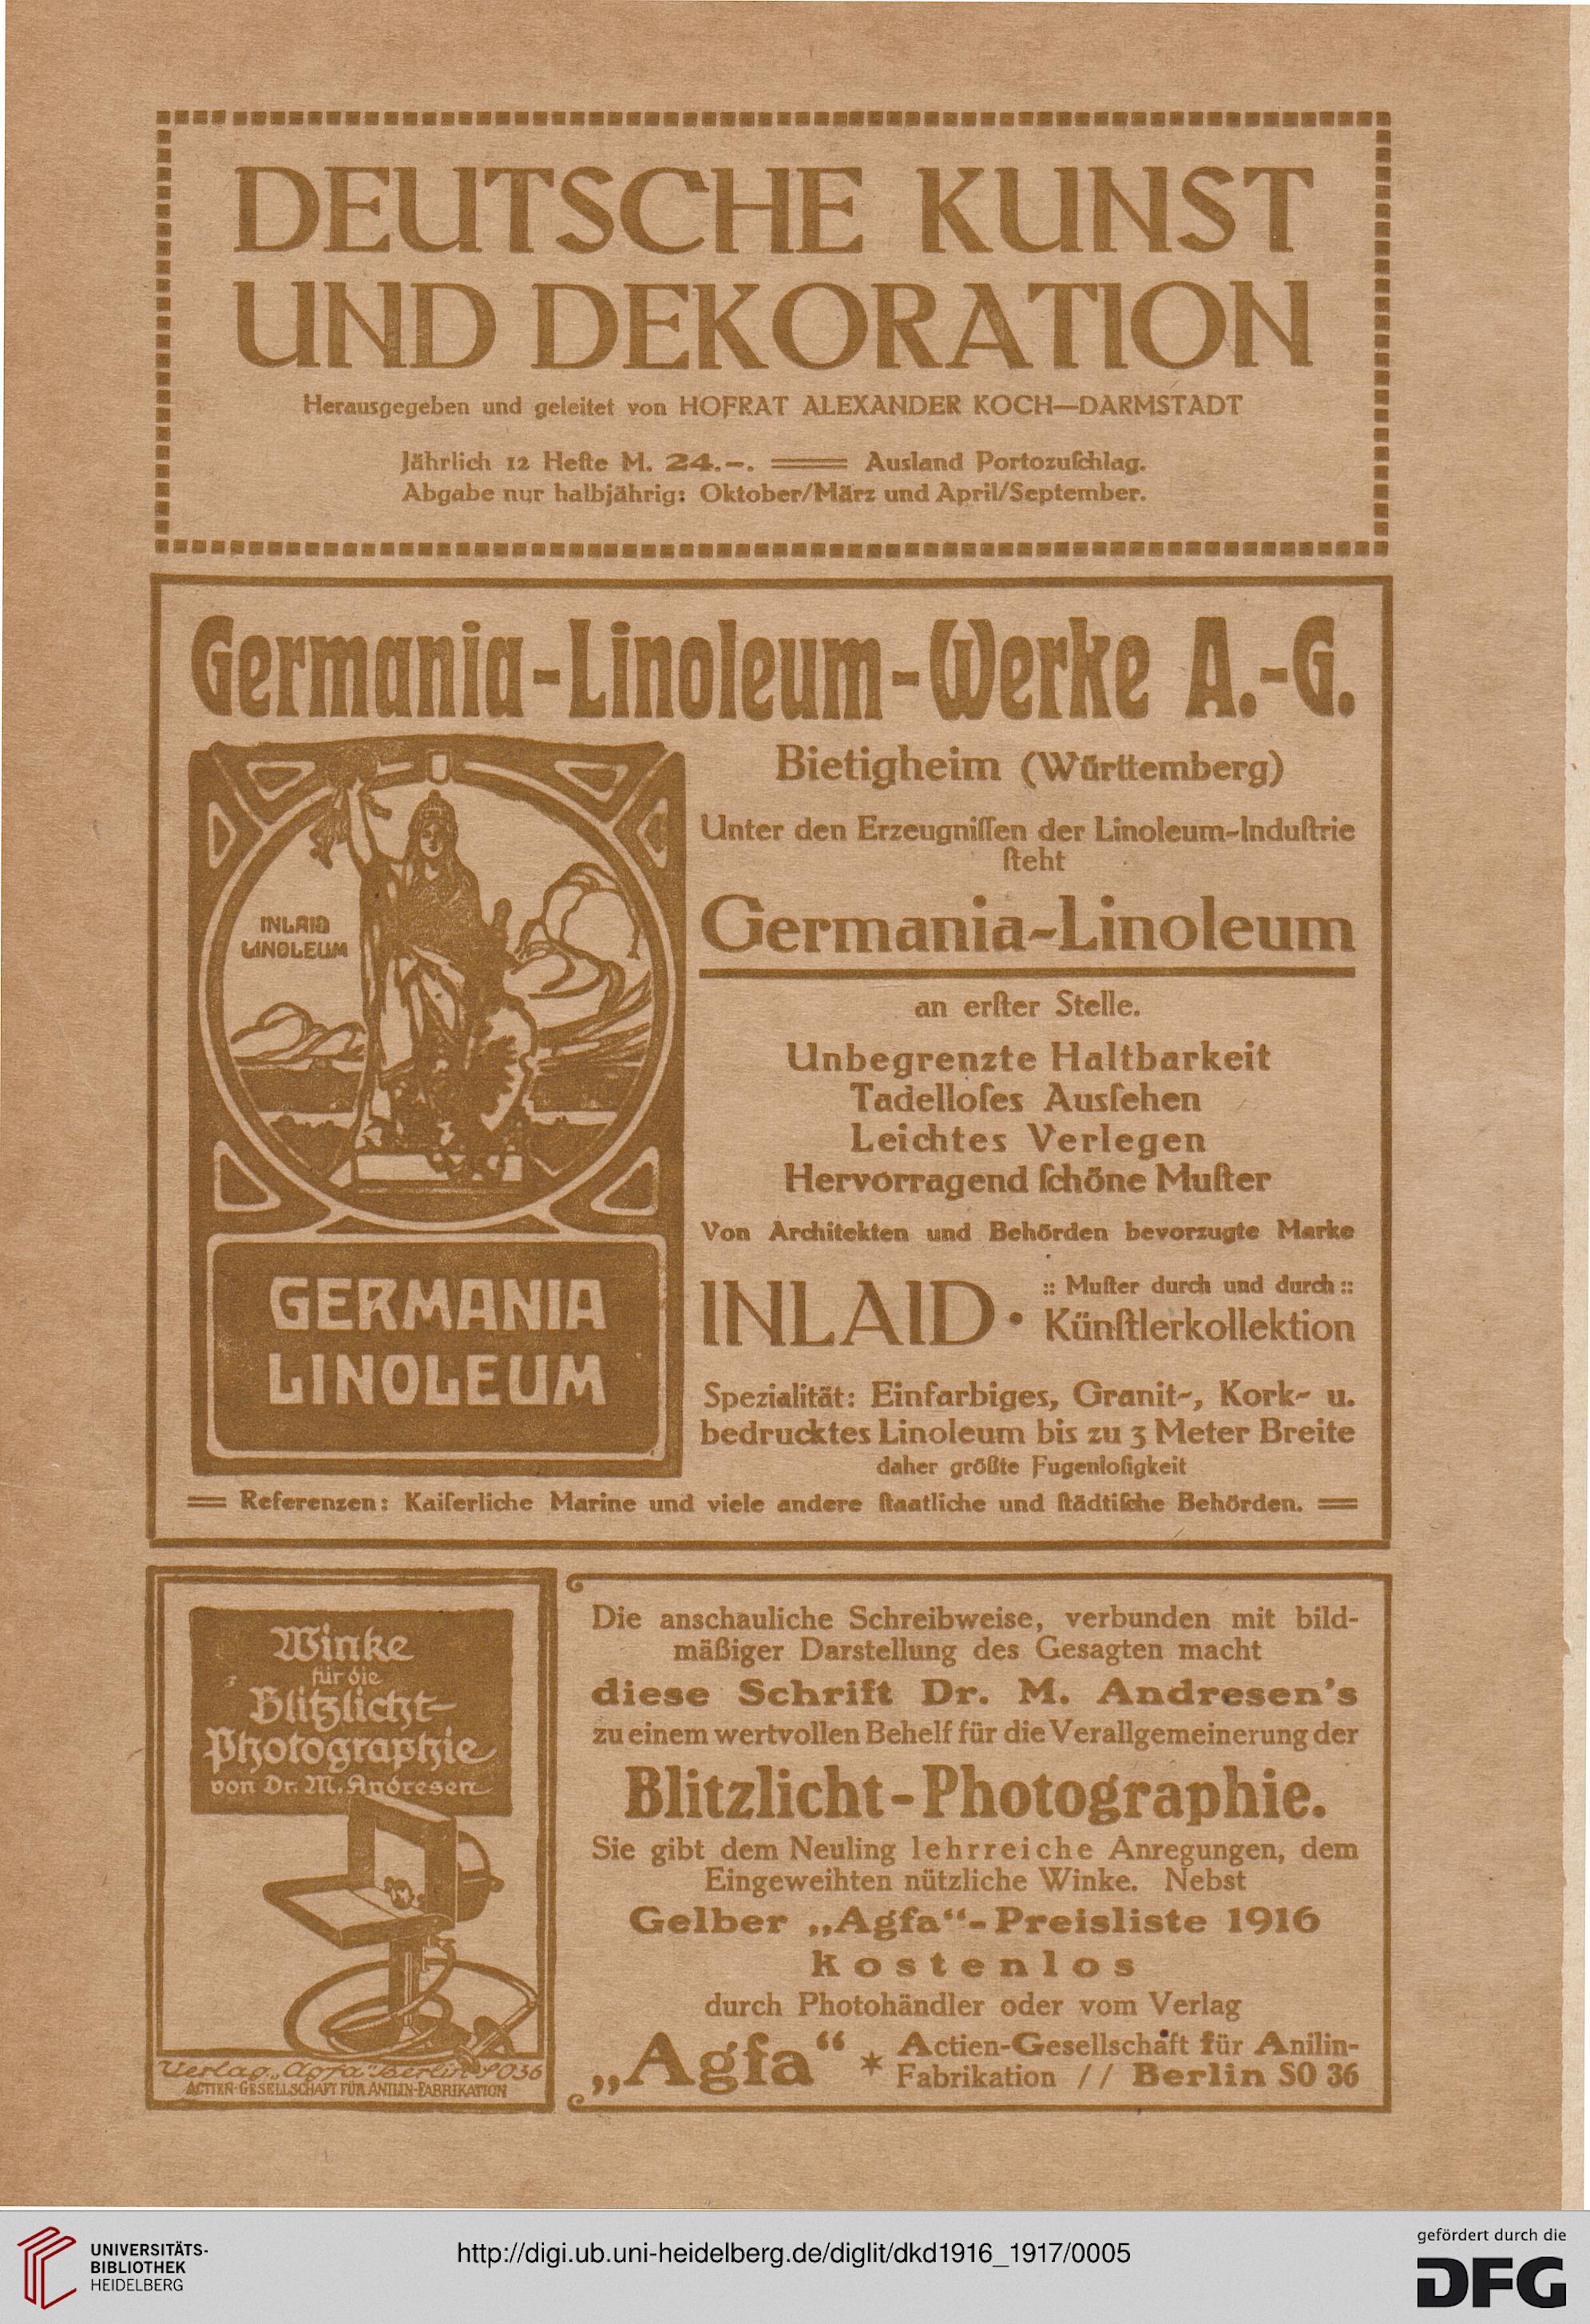 DEUTSCHE KUNST
UND DEKORATION
Herausgegeben und geleitet von HOFRAT ALEXANDER KOCH—DARMSTADT
Jährlich 12 Hefte M. 24.–. ═══ Ausland Portozuſchlag.
Abgabe nur halbjährig: Oktober/März und April/September.
Germania-Linoleum-Werke A.-G.
INLAID
LINOLEUM
GERMANIA
LINOLEUM
Bietigheim (Württemberg)
Unter den Erzeugniſſen der Linoleum-Induſtrie
ſteht
Germania-Linoleum
an erſter Stelle.
Unbegrenzte Haltbarkeit
Tadelloſes Ausſehen
Leichtes Verlegen
Hervorragend ſchöne Muſter
Von Architekten und Behörden bevorzugte Marke
INLAID · :: Muſter durch und durch ::
Künſtlerkollektion
Spezialität: Einfarbiges, Granit-, Kork- u.
bedrucktes Linoleum bis zu 3 Meter Breite
daher größte Fugenloſigkeit
═ Referenzen: Kaiſerliche Marine und viele andere ſtaatliche und ſtädtiſche Behörden. ═
Winke
für die
Blitzlicht-
Photographie
von Dr. M. Andresen
Verlag „Agfa" Berlin SO36
ACTIEN-GESELLSCHAFT FÜR ANILIN-FABRIKATION
Die anschauliche Schreibweise, verbunden mit bild-
mäßiger Darstellung des Gesagten macht
diese Schrift Dr. M. Andresen's
zu einem wertvollen Behelf für die Verallgemeinerung der
Blitzlicht-Photographie.
Sie gibt dem Neuling lehrreiche Anregungen, dem
Eingeweihten nützliche Winke. Nebst
Gelber „Agfa“-Preisliste 1916
kostenlos
durch Photohändler oder vom Verlag
„Agfa“ * Actien-Gesellschaft für Anilin-
Fabrikation // Berlin SO 36
UNIVERSITÄTS-
BIBLIOTHEK
HEIDELBERG
http://digi.ub.uni-heidelberg.de/diglit/dkd1916_1917/0005
gefördert durch die
DFG